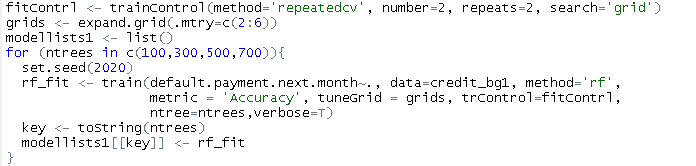 fitContrl <- trainControl(method='repeatedcv', number=2, repeats=2, search='grid')
grids <- expand.grid(.mtry=c(2:6))
modellists1 <- list()
for (ntrees in c(100,300,500,700)){
  set.seed(2020)
  rf_fit <- train(default.payment.next.month~., data=credit_bg1, method='rf',
                  metric = 'Accuracy', tuneGrid = grids, trControl=fitContrl,
                  ntree=ntrees,verbose=T)
  key <- toString(ntrees)
  modellists1[[key]] <- rf_fit
}